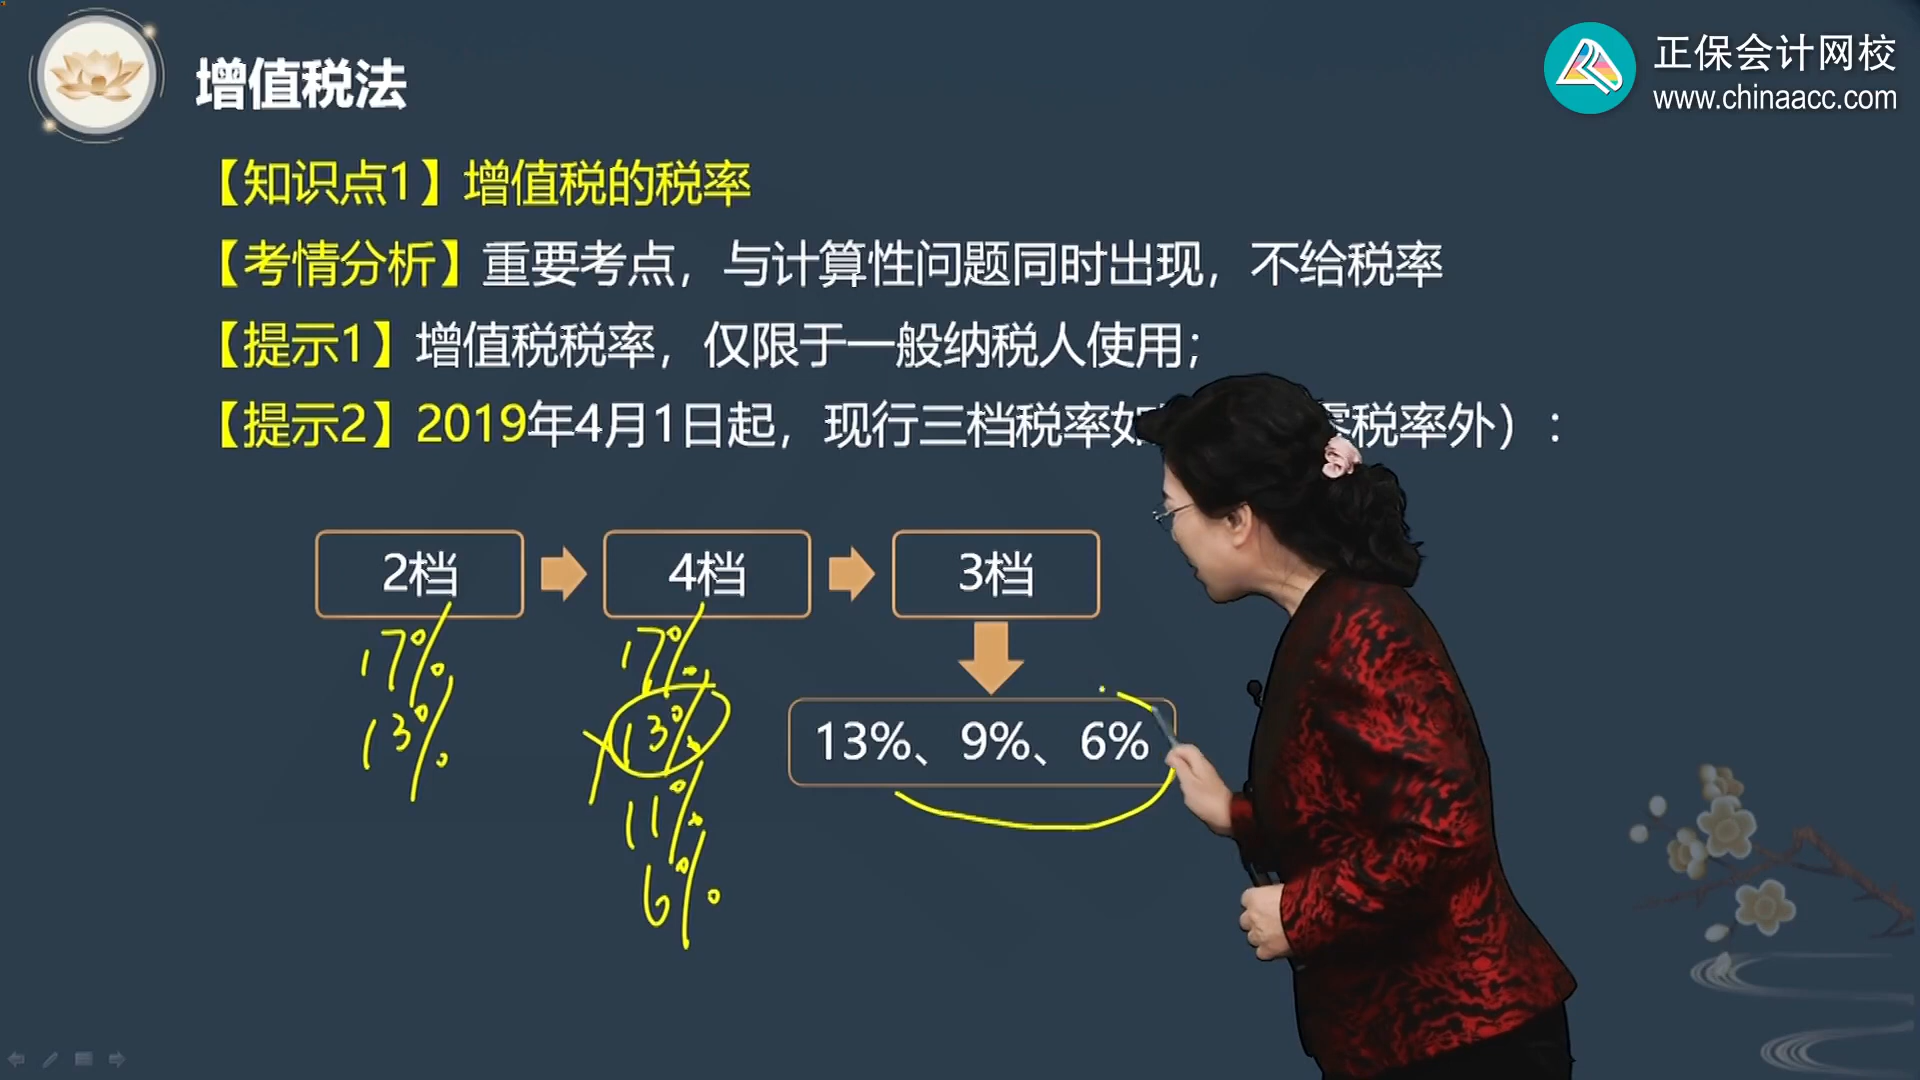 增值税法
正保会计网校
www.chinaacc.com
【知识点1】增值税的税率
【考情分析】重要考点，与计算性问题同时出现，不给税率
【提示1】增值税税率，仅限于一般纳税人使用；
【提示2】2019年4月1日起，现行三档税率如 税率外）：
2档
4档
3档
17%
13%
17%
13%
11%
6%
13%、9%、6%